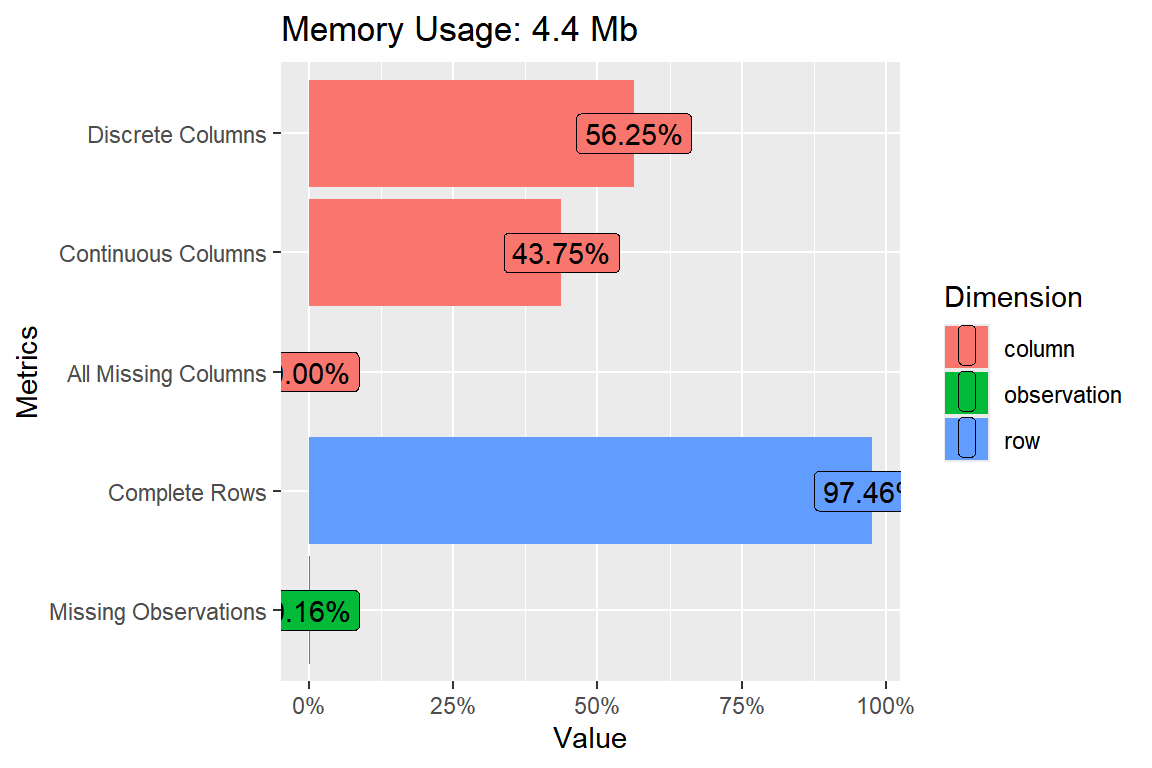 Memory Usage: 4.4 Mb
Metrics
Discrete Columns
56.25%
Continuous Columns
43.75%
All Missing Columns
.00%
Complete Rows
97.46%
Missing Observations
.16%
0%
25%
50%
75%
100%
Value
Dimension
column
observation
row